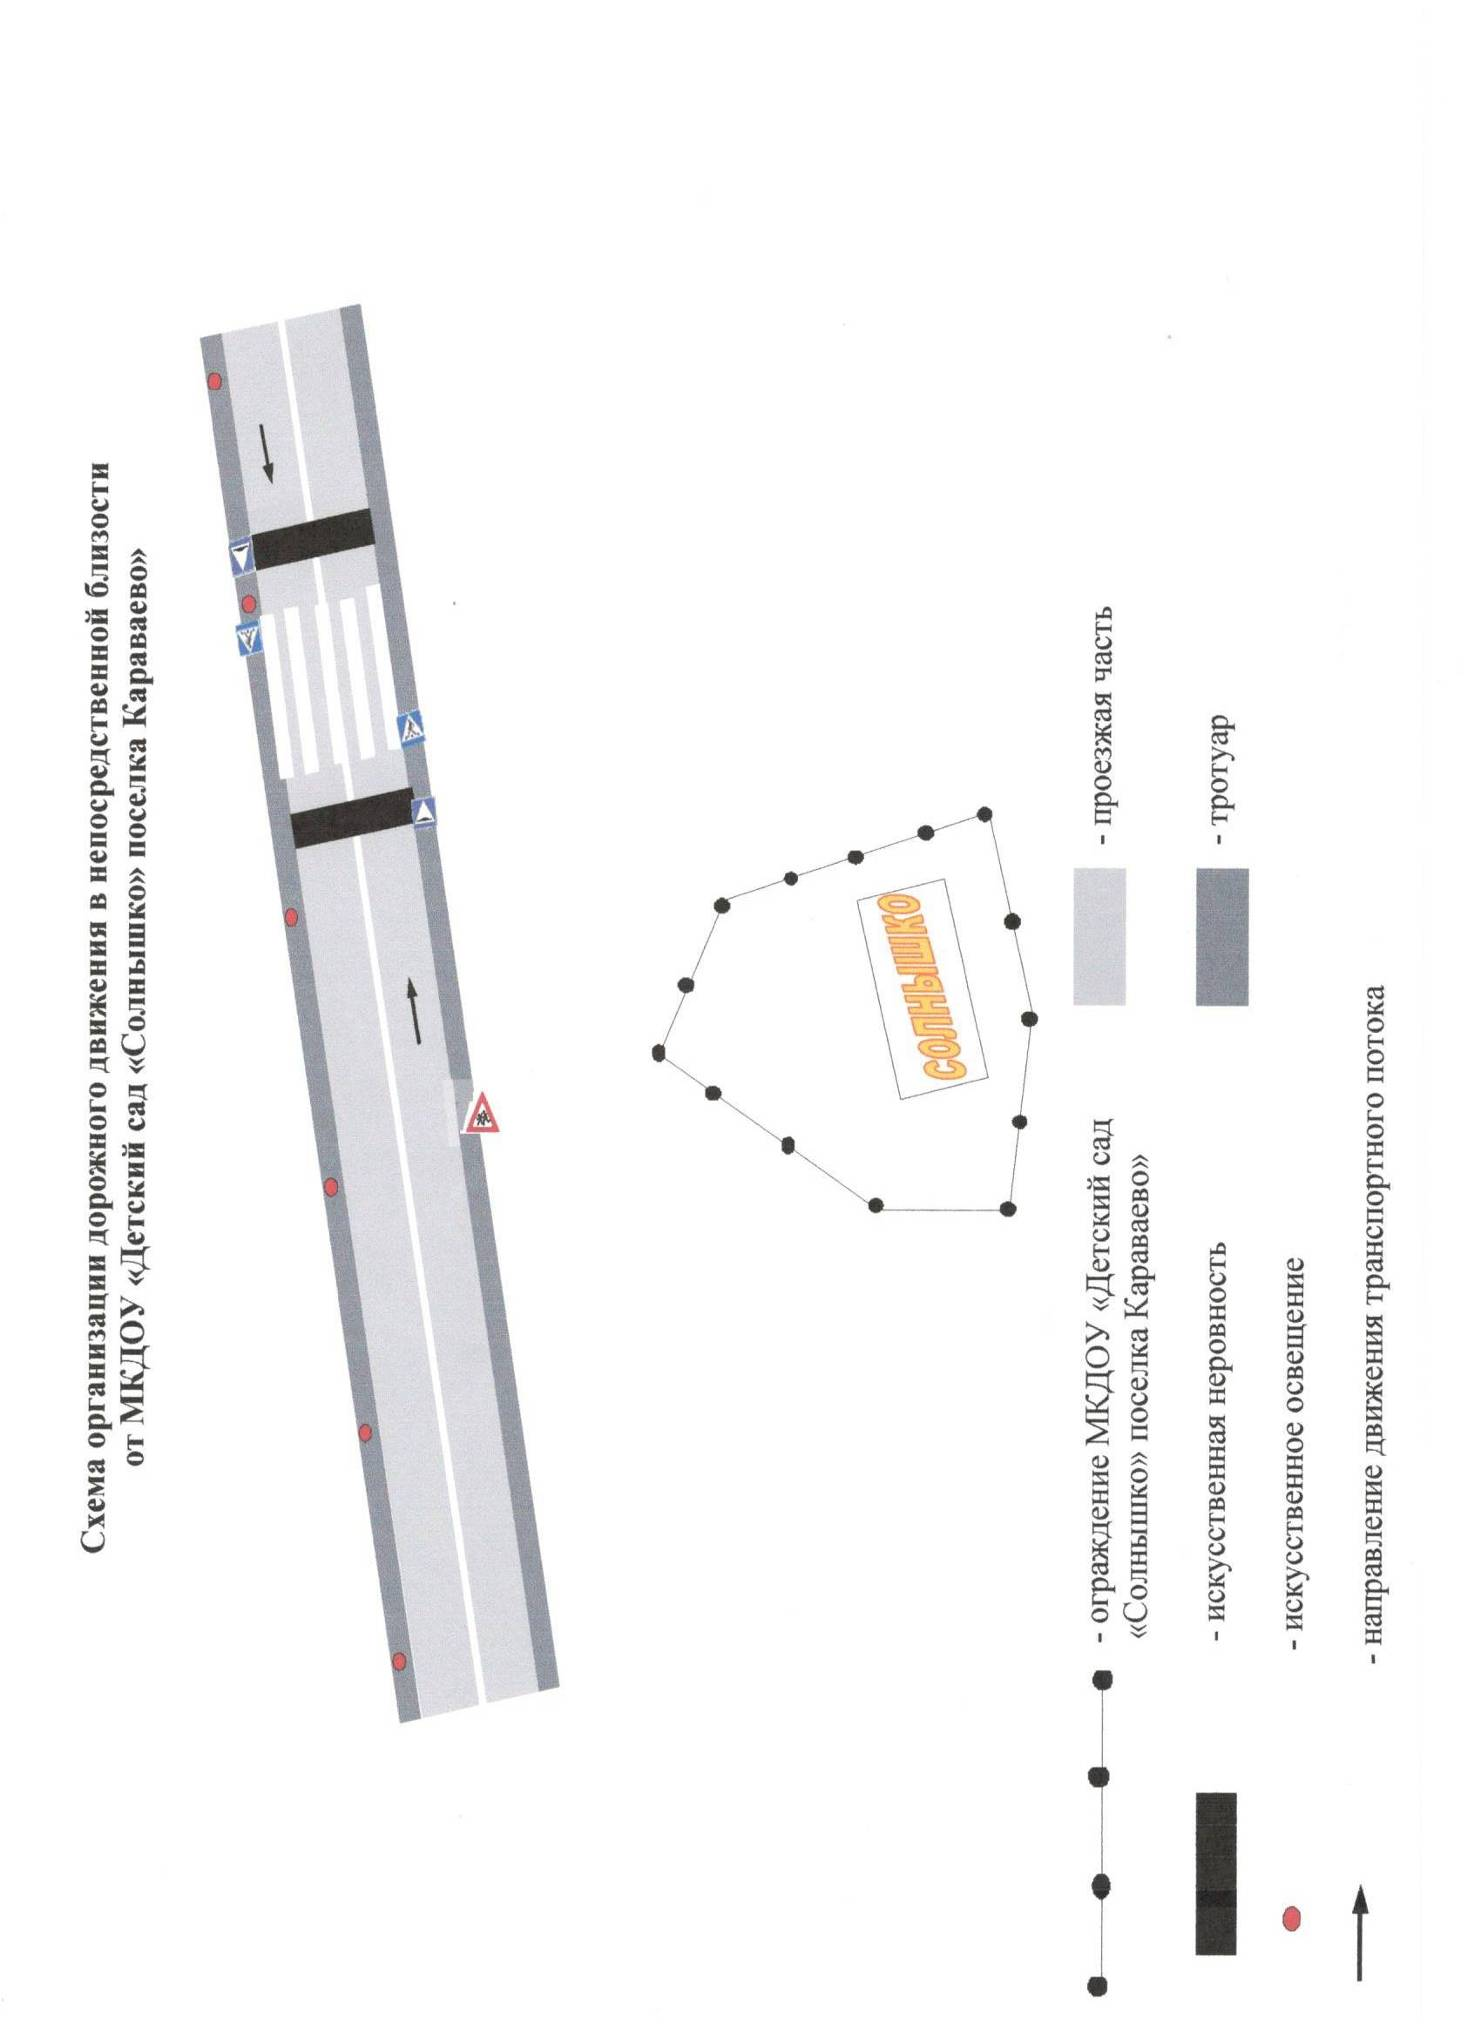 Схема организации дорожного движения в непосредственной близости
от МКДОУ «Детский сад «Солнышко» поселка Караваево»
СОЛНЫШКО
- ограждение МКДОУ «Детский сад
«Солнышко» поселка Караваево»
- проезжая часть
- искусственная неровность
- тротуар
- искусственное освещение
- направление движения транспортного потока